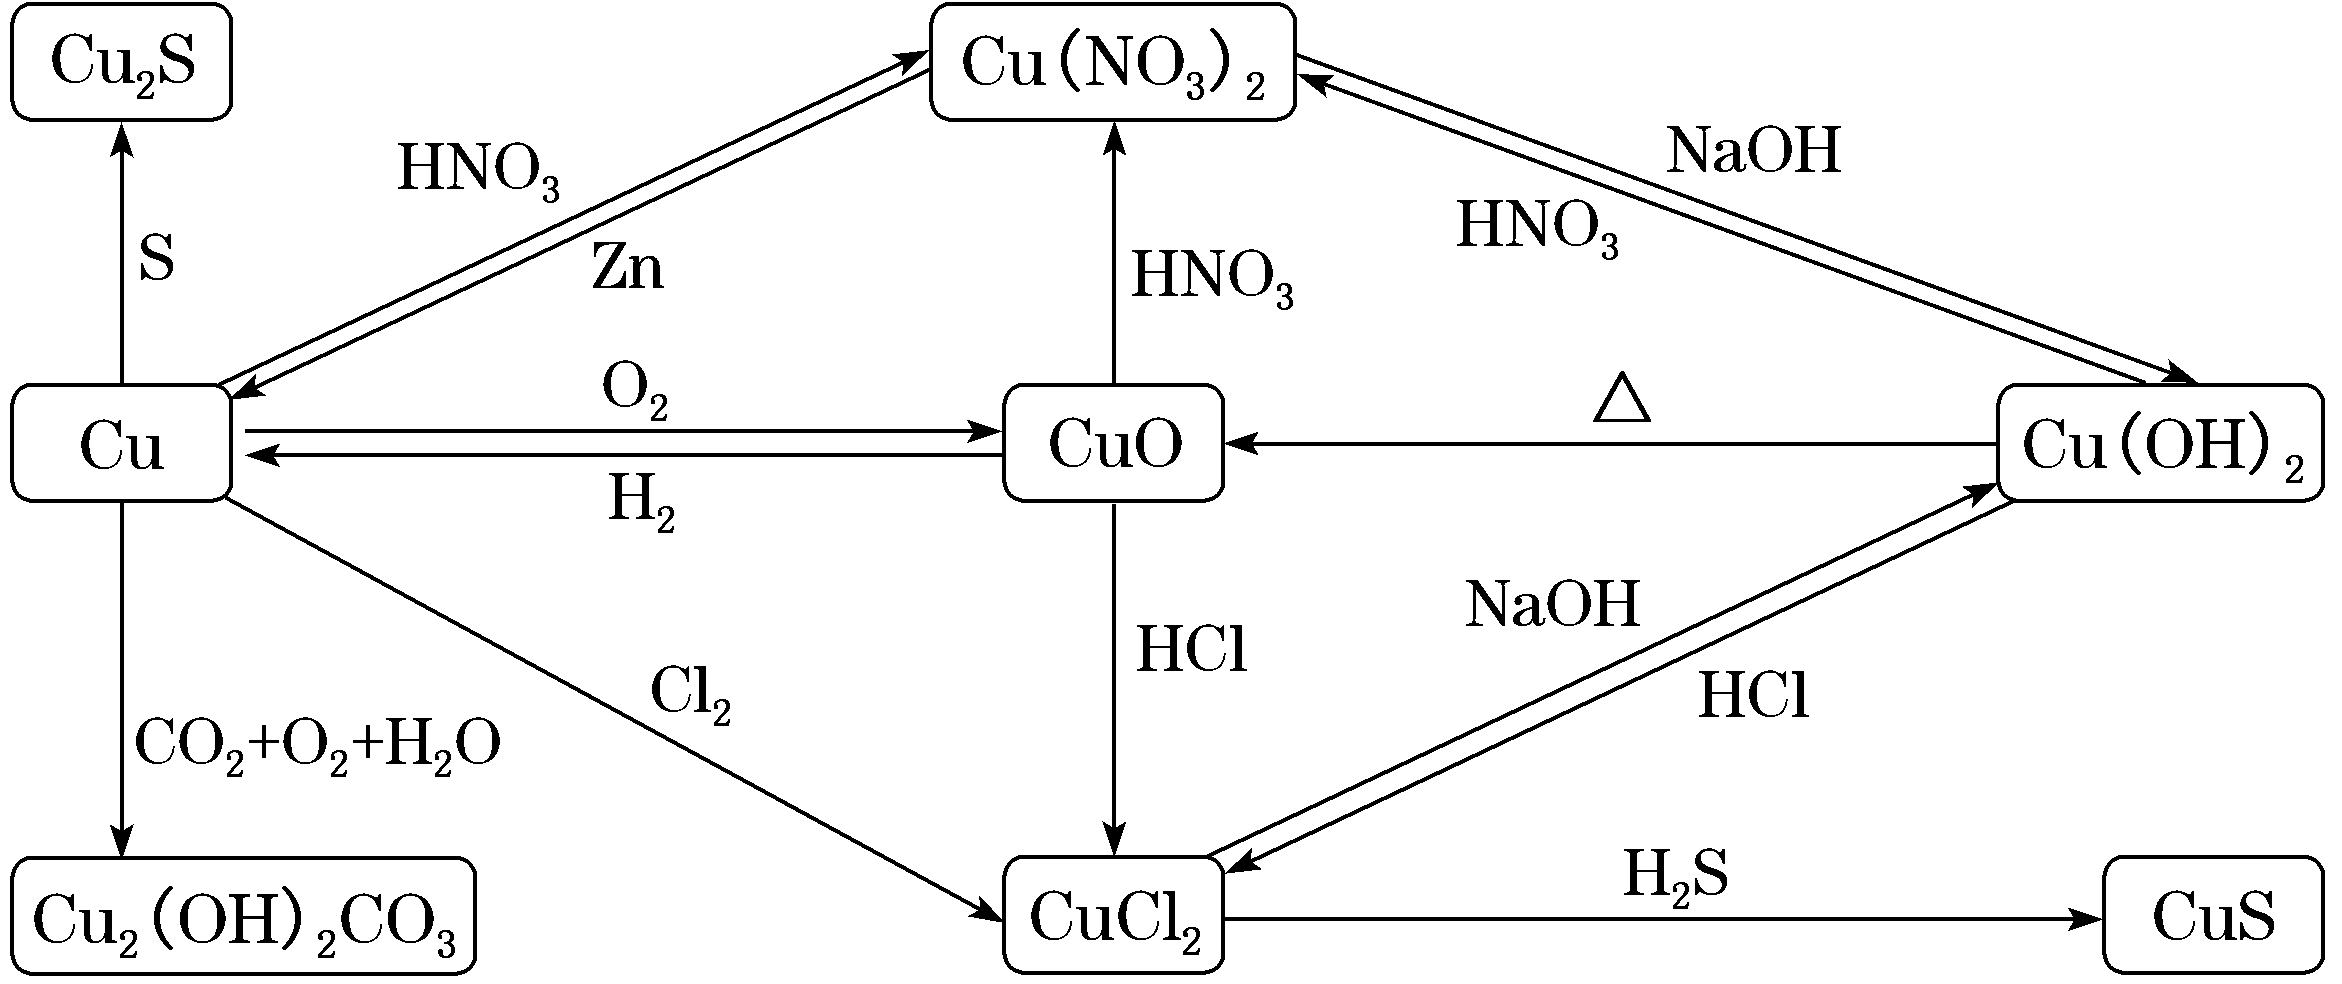 Cu₂S
Cu(NO₃)₂
HNO₃
NaOH
HNO₃
S
Zn
HNO₃
O₂
△
Cu
CuO
Cu(OH)₂
H₂
NaOH
HCl
Cl₂
HCl
CO₂+O₂+H₂O
H₂S
Cu₂(OH)₂CO₃
CuCl₂
CuS